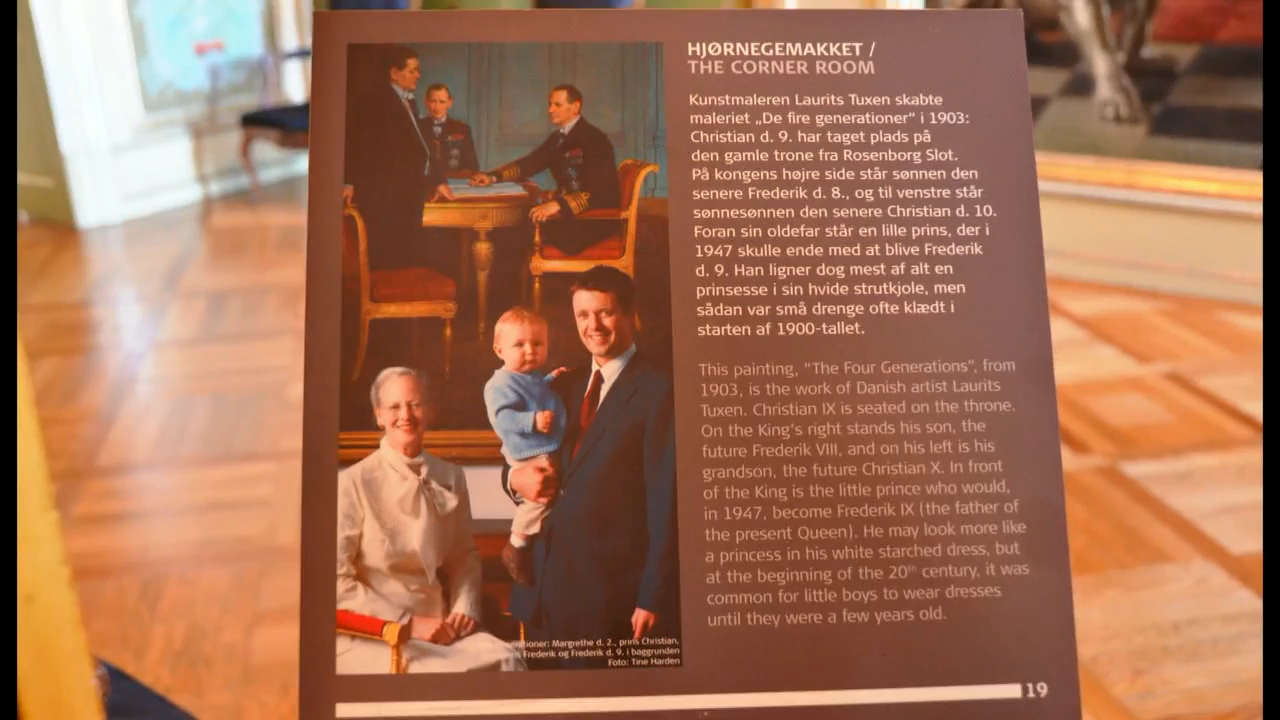 HJØRNEGEMAKKET /
THE CORNER ROOM
Kunstmaleren Laurits Tuxen skabte
maleriet „De fire generationer“ i 1903:
Christian d. 9. har taget plads på
den gamle trone fra Rosenborg Slot.
På kongens højre side står sønnen den
senere Frederik d. 8., og til venstre står
sønnesønnen den senere Christian d. 10.
Foran sin oldefar står en lille prins, der i
1947 skulle ende med at blive Frederik
d. 9. Han ligner dog mest af alt en
prinsesse i sin hvide strutkjole, men
sådan var små drenge ofte klædt i
starten af 1900-tallet.
This painting, “The Four Generations”, from
1903, is the work of Danish artist Laurits
Tuxen. Christian IX is seated on the throne.
On the King's right stands his son, the
future Frederik VIII, and on his left is his
grandson, the future Christian X. In front
of the King is the little prince who would,
in 1947, become Frederik IX (the father of
the present Queen). He may look more like
a princess in his white starched dress, but
at the beginning of the 20th century, it was
common for little boys to wear dresses
until they were a few years old.
Margrethe d. 2., prins Christian,
Frederik og Frederik d. 9. i baggrunden
Foto: Tine Harden
19